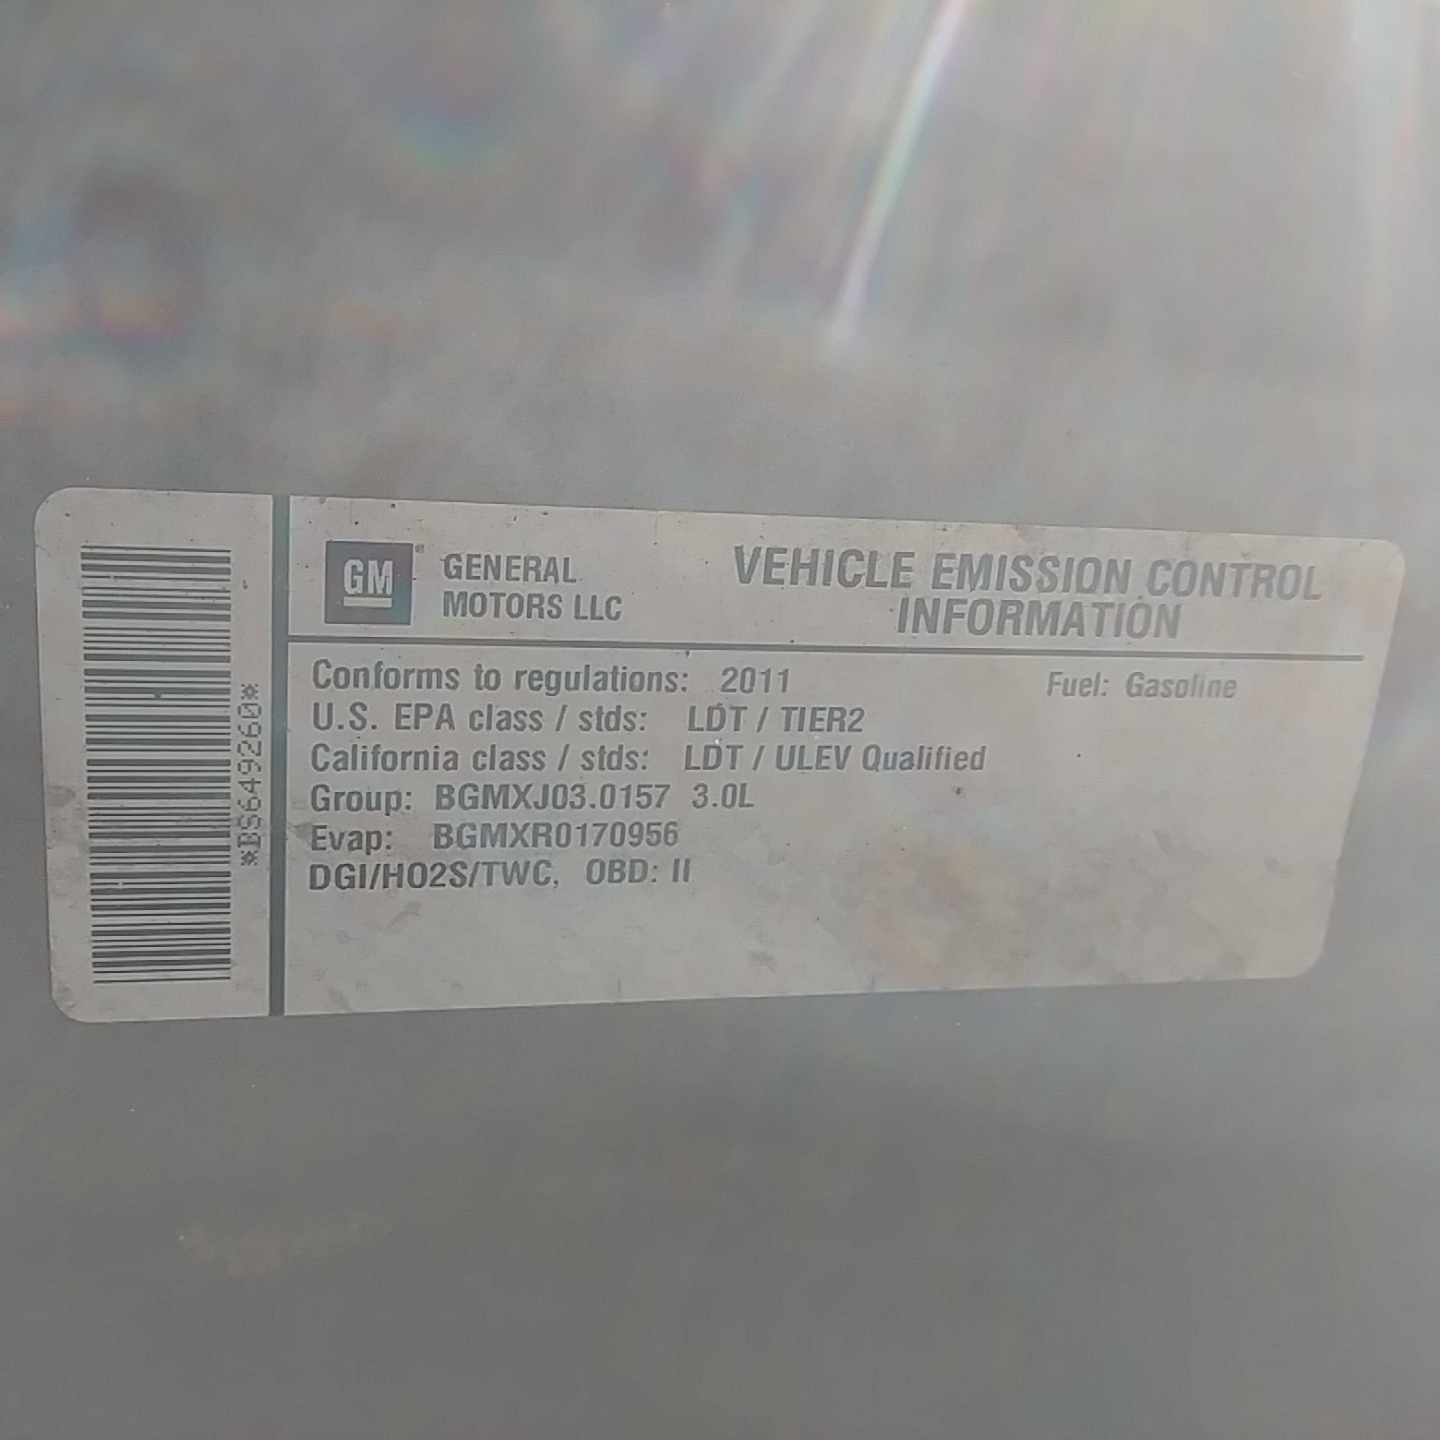 *BS649260*
GM
GENERAL
MOTORS LLC
VEHICLE EMISSION CONTROL
INFORMATION
Conforms to regulations: 2011 Fuel: Gasoline
U.S. EPA class / stds: LDT / TIER2
California class / stds: LDT / ULEV Qualified
Group: BGMXJ03.0157 3.0L
Evap: BGMXR0170956
DGI/HO2S/TWC, OBD: II